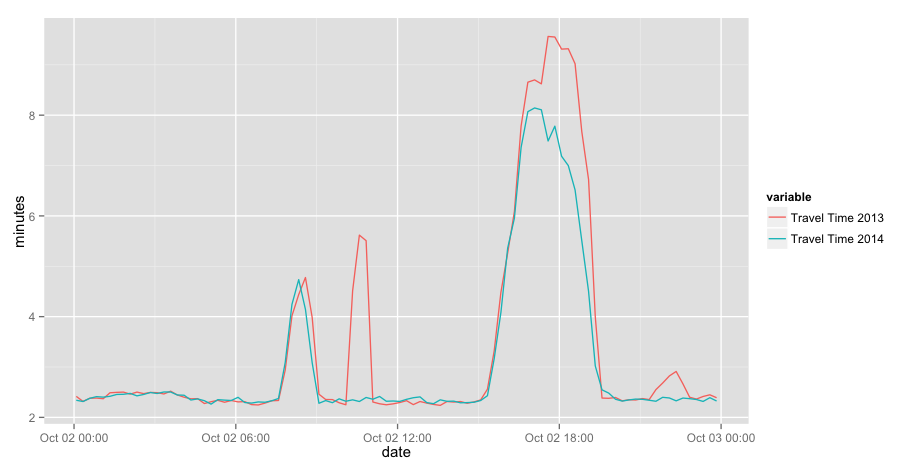 minutes
8
6
4
2
Oct 02 00:00
Oct 02 06:00
Oct 02 12:00
Oct 02 18:00
Oct 03 00:00
date
variable
Travel Time 2013
Travel Time 2014